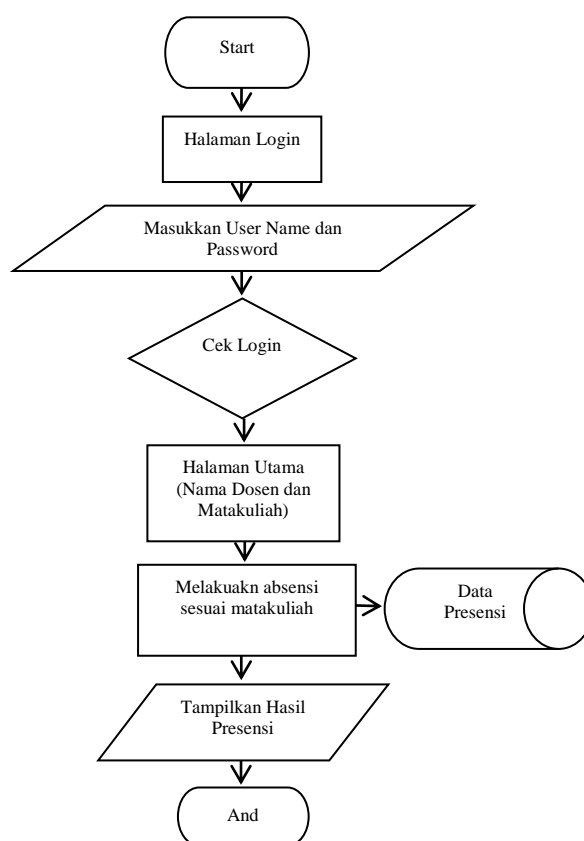 Start
Halaman Login
Masukkan User Name dan
Password
Cek Login
Halaman Utama
(Nama Dosen dan
Matakuliah)
Melakuakn absensi
sesuai matakuliah
Data
Presensi
Tampilkan Hasil
Presensi
And